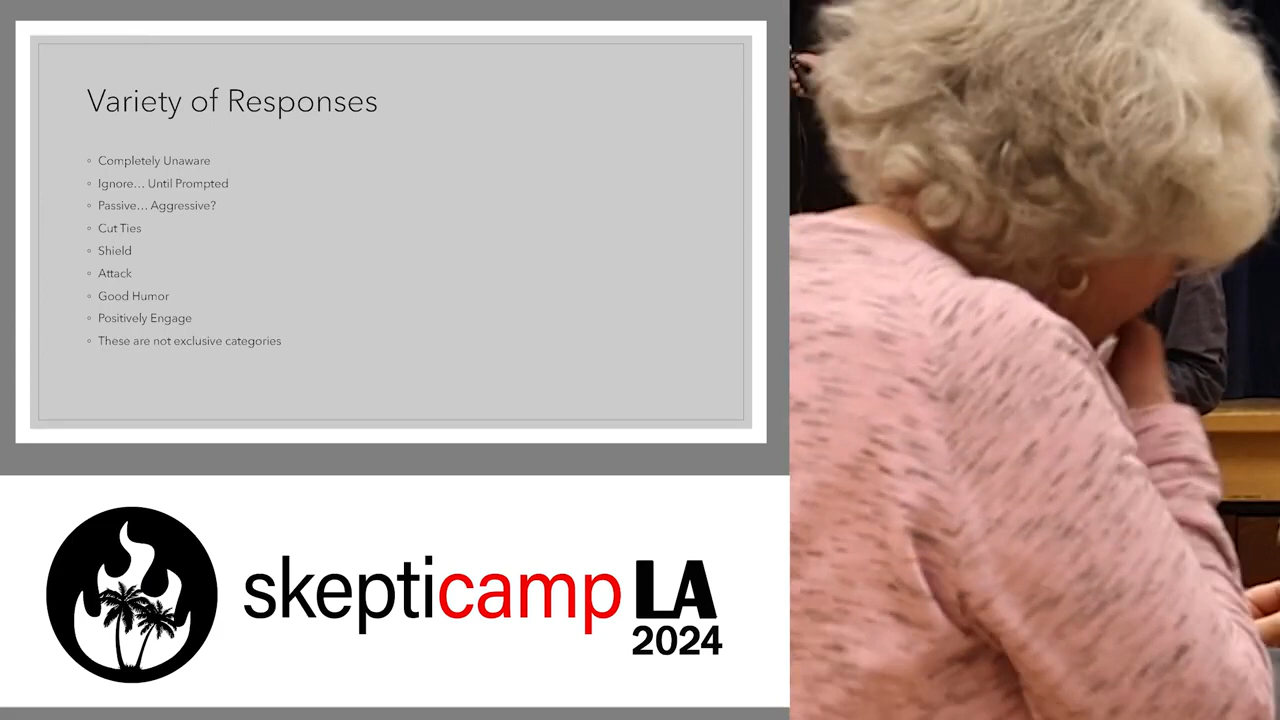 Variety of Responses
◦ Completely Unaware
◦ Ignore... Until Prompted
◦ Passive... Aggressive?
◦ Cut Ties
◦ Shield
◦ Attack
◦ Good Humor
◦ Positively Engage
◦ These are not exclusive categories
skepticamp LA
2024